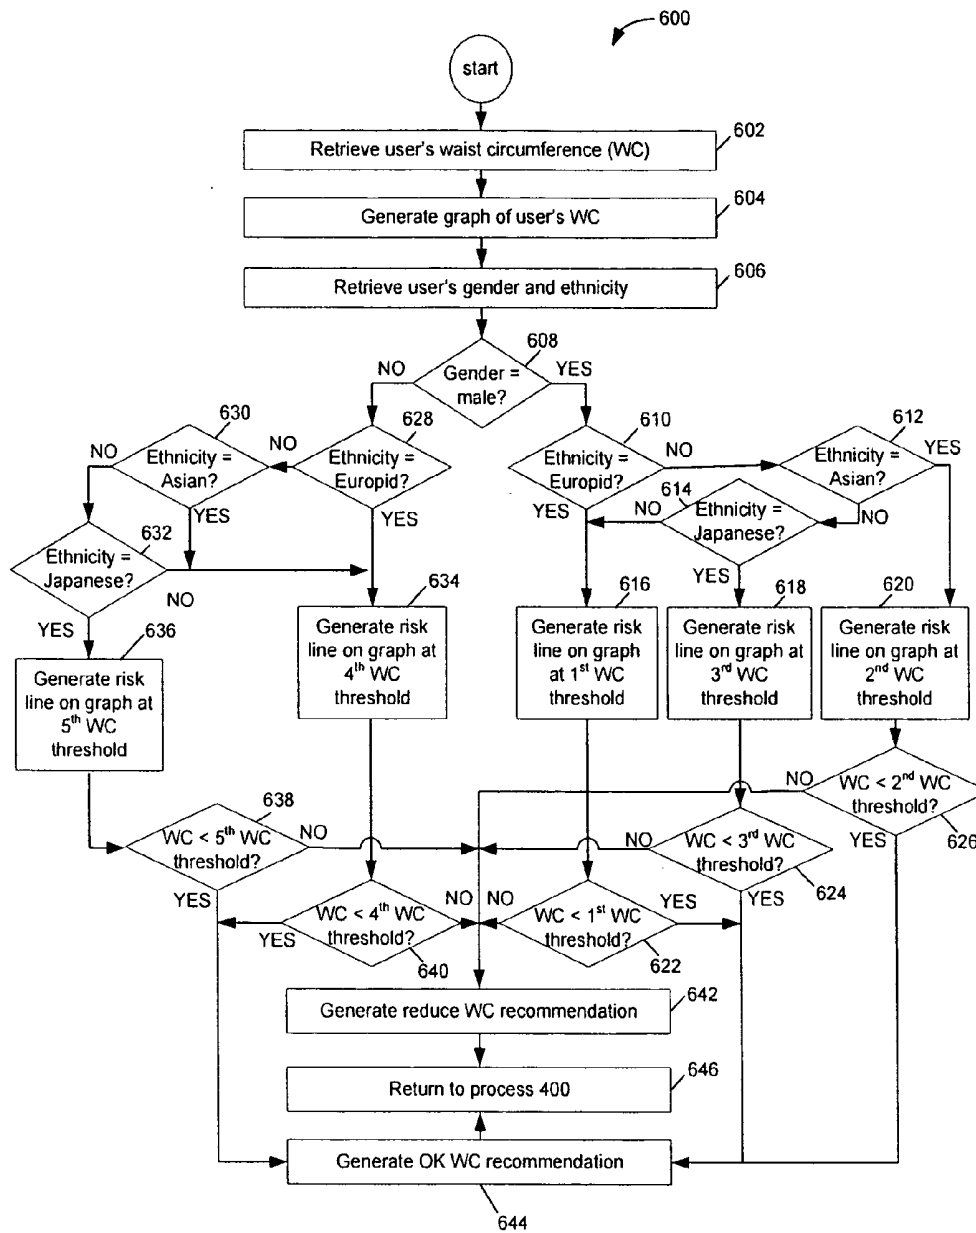 600
start
602
Retrieve user's waist circumference (WC)
604
Generate graph of user's WC
606
Retrieve user's gender and ethnicity
608
NO
Gender =
male?
YES
630
NO
Ethnicity =
Asian?
YES
628
NO
Ethnicity =
Europid?
YES
610
Ethnicity =
Europid?
NO
YES
612
Ethnicity =
Asian?
YES
NO
614
NO
Ethnicity =
Japanese?
YES
632
Ethnicity =
Japanese?
NO
YES
636
Generate risk
line on graph at
5th WC
threshold
634
Generate risk
line on graph at
4th WC
threshold
616
Generate risk
line on graph
at 1st WC
threshold
618
Generate risk
line on graph at
3rd WC
threshold
620
Generate risk
line on graph at
2nd WC
threshold
NO
WC < 2nd WC
threshold?
YES
626
638
WC < 5th WC
threshold?
NO
YES
NO
WC < 3rd WC
threshold?
624
YES
WC < 4th WC
threshold?
NO
YES
640
NO
WC < 1st WC
threshold?
YES
622
Generate reduce WC recommendation
642
Return to process 400
646
Generate OK WC recommendation
644